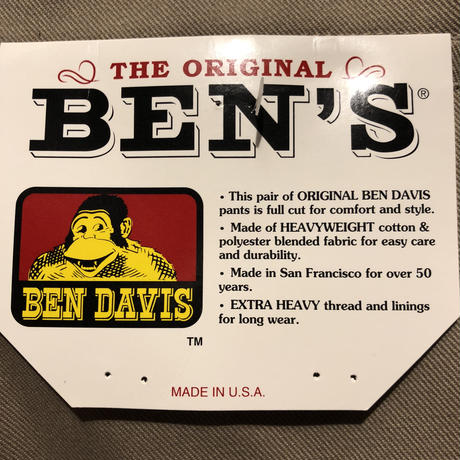 THE ORIGINAL
BEN'S®
• This pair of ORIGINAL BEN DAVIS
pants is full cut for comfort and style.
• Made of HEAVYWEIGHT cotton &
polyester blended fabric for easy care
and durability.
• Made in San Francisco for over 50
years.
• EXTRA HEAVY thread and linings
for long wear.
BEN DAVIS
TM
MADE IN U.S.A.